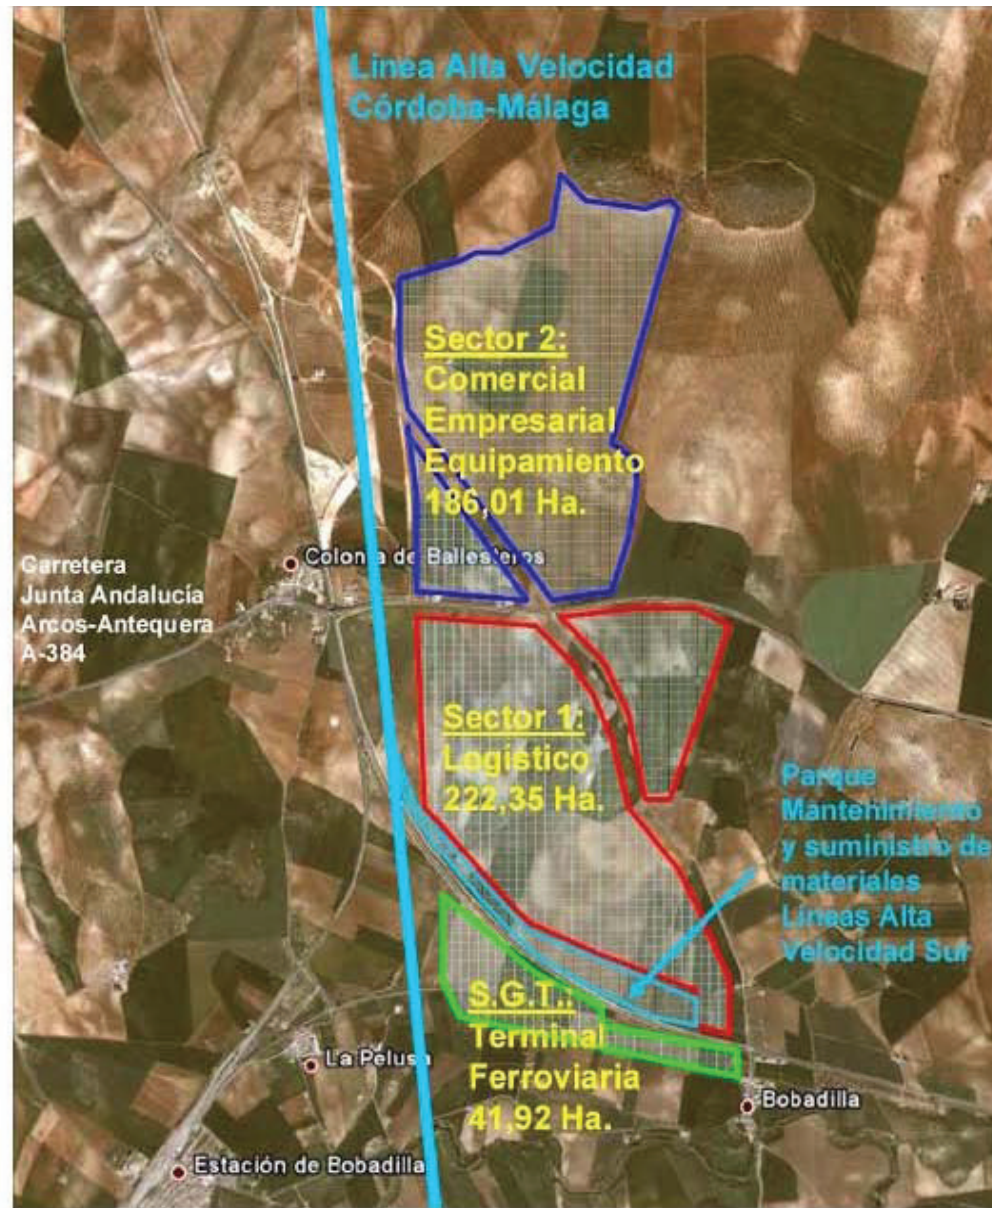 Linea Alta Velocidad
Córdoba-Málaga
Sector 2:
Comercial
Empresarial
Equipamiento
186,01 Ha.
Colonia de Ballesteros
Carretera
Junta Andalucía
Arcos-Antequera
A-384
Sector 1:
Logístico
222,35 Ha.
Parque
Mantenimiento
y suministro de
materiales
Lineas Alta
Velocidad Sur
S.G.T.:
Terminal
Ferroviaria
41,92 Ha.
La Pelusa
Bobadilla
Estación de Bobadilla